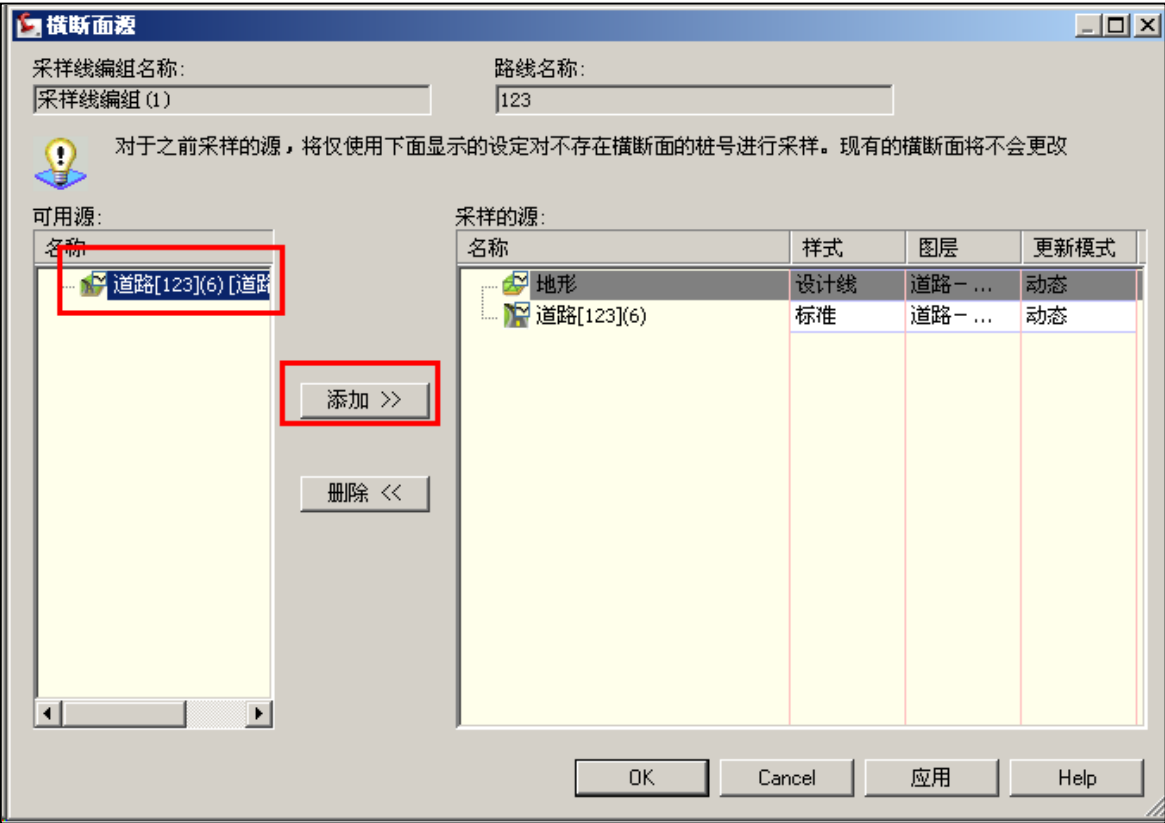 横断面源
采样线编组名称:
路线名称:
采样线编组(1)
123
对于之前采样的源，将仅使用下面显示的设定对不存在横断面的桩号进行采样。现有的横断面将不会更改
可用源:
采样的源:
名称
名称 样式 图层 更新模式
道路[123](6) [道路
地形 设计线 道路－ ... 动态
道路[123](6) 标准 道路－ ... 动态
添加 >>
删除 <<
OK Cancel 应用 Help